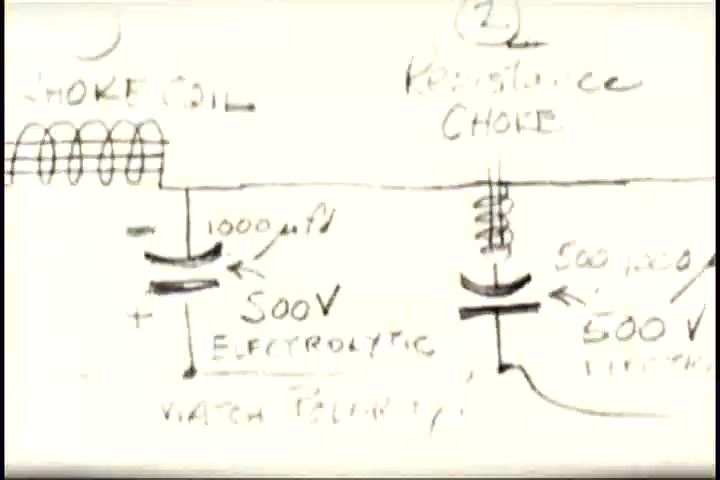 2
CHOKE COIL
Resistance
CHOKE
-
1000 µfd
500V
+
ELECTROLYTIC
WATCH POLARITY!
500 1000 µ
500 V